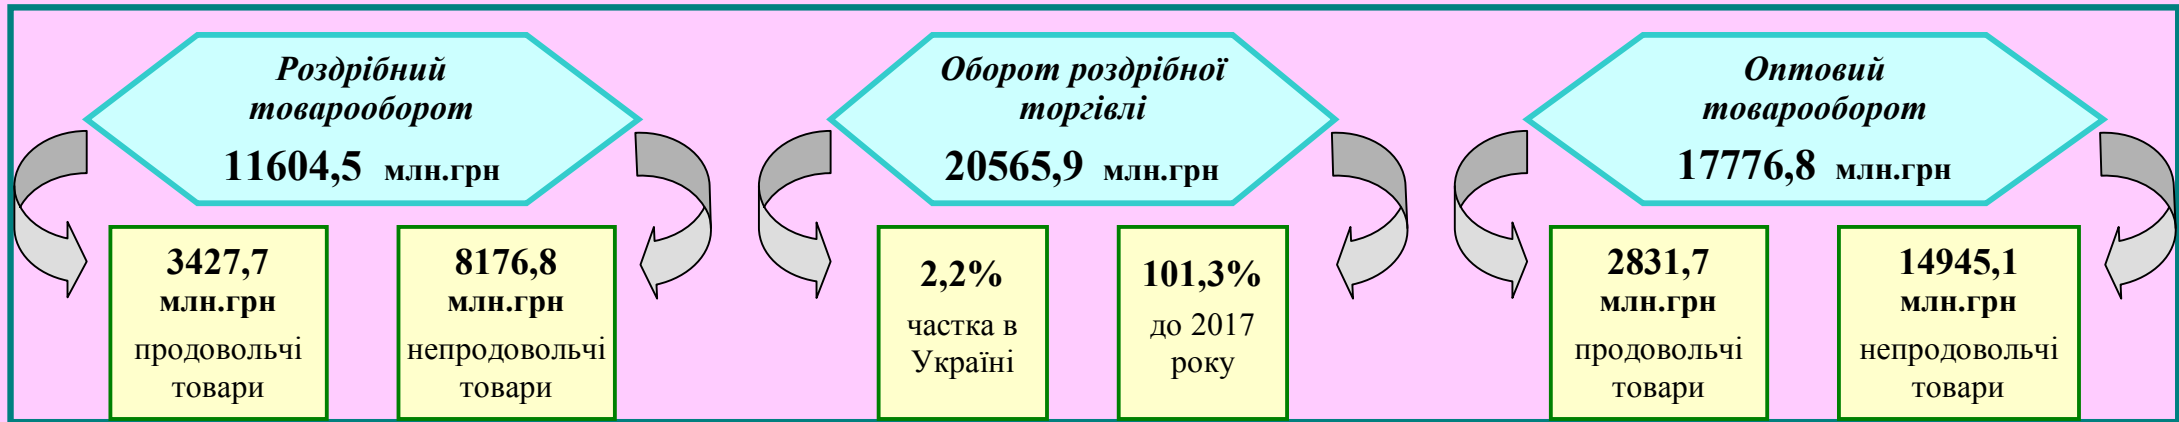 Роздрібний
товарооборот
11604,5 млн.грн
3427,7
млн.грн
продовольчі
товари
8176,8
млн.грн
непродовольчі
товари
Оборот роздрібної
торгівлі
20565,9 млн.грн
2,2%
частка в
Україні
101,3%
до 2017
року
Оптовий
товарооборот
17776,8 млн.грн
2831,7
млн.грн
продовольчі
товари
14945,1
млн.грн
непродовольчі
товари